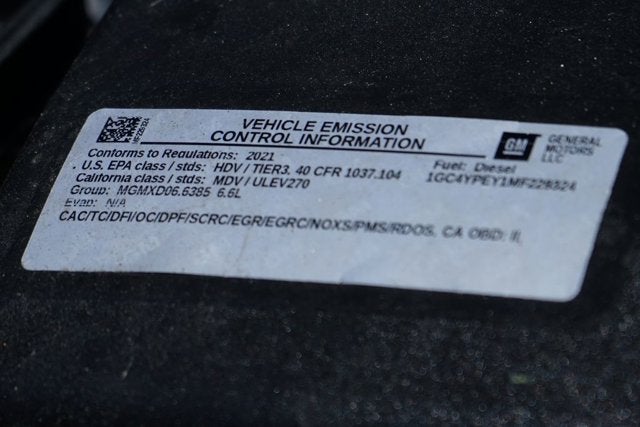 VEHICLE EMISSION
CONTROL INFORMATION
GM GENERAL
MOTORS
LLC
Conforms to Regulations: 2021
U.S. EPA class / stds: HDV / TIER3, 40 CFR 1037.104
California class / stds: MDV / ULEV270
Group: MGMXD06.6385 6.6L
Evap: N/A
Fuel: Diesel
CAC/TC/DFI/OC/DPF/SCRC/EGR/EGRC/NOXS/PMS/RDQS, CA OBD: II,